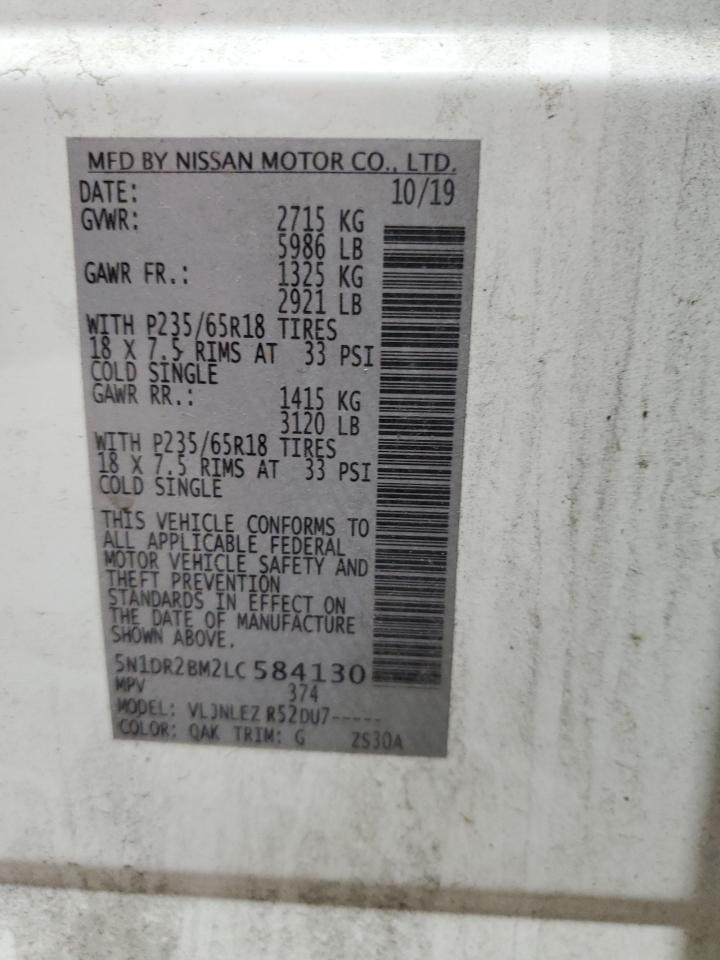 MFD BY NISSAN MOTOR CO., LTD.
DATE: 10/19
GVWR: 2715 KG
5986 LB
GAWR FR.: 1325 KG
2921 LB
WITH P235/65R18 TIRES
18 X 7.5 RIMS AT 33 PSI
COLD SINGLE
GAWR RR.: 1415 KG
3120 LB
WITH P235/65R18 TIRES
18 X 7.5 RIMS AT 33 PSI
COLD SINGLE
THIS VEHICLE CONFORMS TO
ALL APPLICABLE FEDERAL
MOTOR VEHICLE SAFETY AND
THEFT PREVENTION
STANDARDS IN EFFECT ON
THE DATE OF MANUFACTURE
SHOWN ABOVE.
5N1DR2BM2LC584130
MPV 374
MODEL: VLJNLEZ R52DU7-----
COLOR: QAK TRIM: G ZS30A